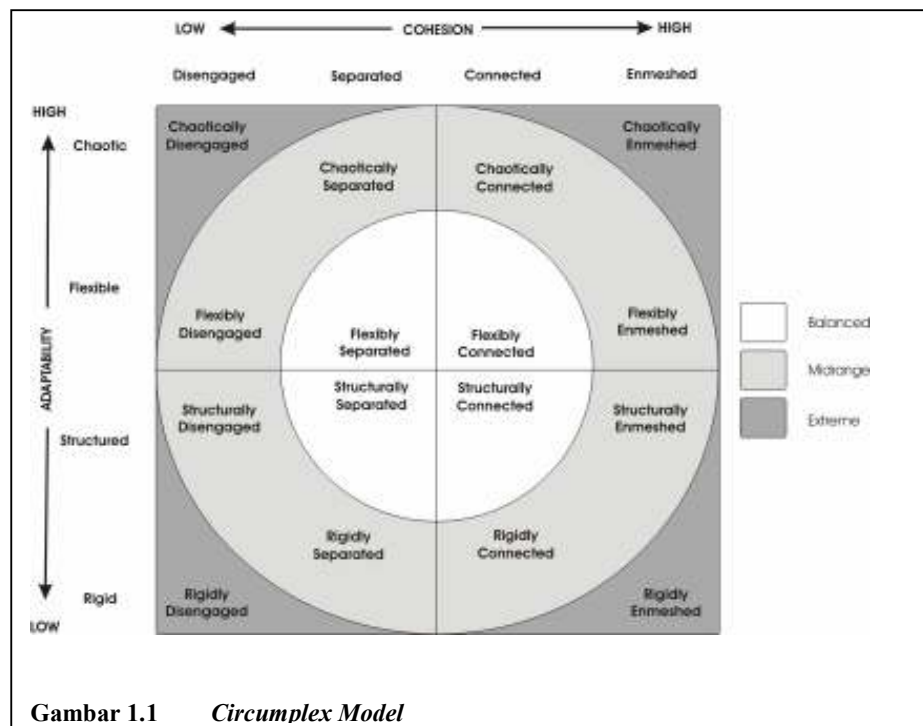 LOW COHESION HIGH
Disengaged Separated Connected Enmeshed
HIGH
Chaotic
Flexible
ADAPTABILITY
Structured
Rigid
LOW
Chaotically
Disengaged
Chaotically
Enmeshed
Chaotically
Separated
Chaotically
Connected
Flexibly
Disengaged
Flexibly
Separated
Flexibly
Connected
Flexibly
Enmeshed
Structurally
Disengaged
Structurally
Separated
Structurally
Connected
Structurally
Enmeshed
Rigidly
Separated
Rigidly
Connected
Rigidly
Disengaged
Rigidly
Enmeshed
Balanced
Midrange
Extreme
Gambar 1.1 Circumplex Model